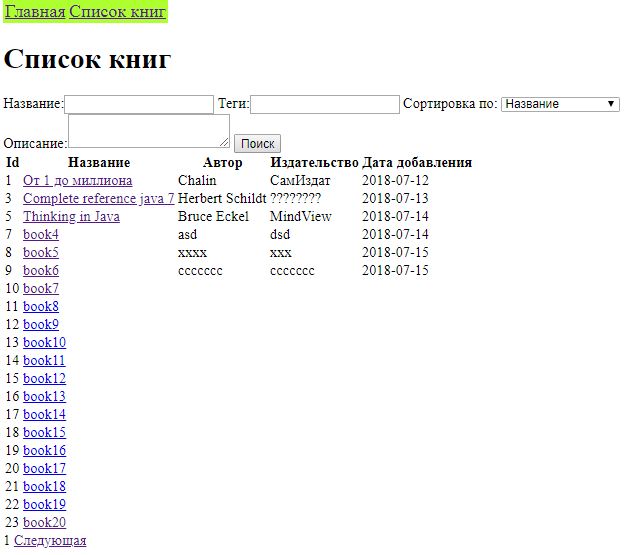 Главная Список книг
Список книг
Название: Теги: Сортировка по: Название
Описание: Поиск
Id Название Автор Издательство Дата добавления
1 От 1 до миллиона Chalin СамИздат 2018-07-12
3 Complete reference java 7 Herbert Schildt ???????? 2018-07-13
5 Thinking in Java Bruce Eckel MindView 2018-07-14
7 book4 asd dsd 2018-07-14
8 book5 xxxx xxx 2018-07-15
9 book6 ccccccc ccccccc 2018-07-15
10 book7
11 book8
12 book9
13 book10
14 book11
15 book12
16 book13
17 book14
18 book15
19 book16
20 book17
21 book18
22 book19
23 book20
1 Следующая